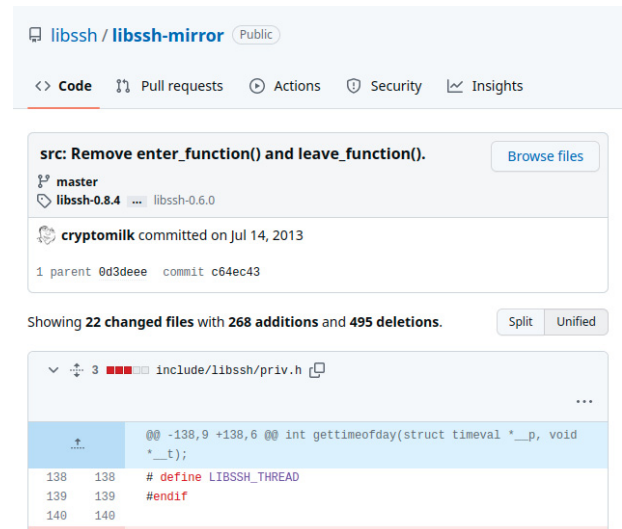 libssh / libssh-mirror Public
<> Code Pull requests Actions Security Insights
src: Remove enter_function() and leave_function().
Browse files
master
libssh-0.8.4 ... libssh-0.6.0
cryptomilk committed on Jul 14, 2013
1 parent 0d3deee commit c64ec43
Showing 22 changed files with 268 additions and 495 deletions.
Split Unified
3 include/libssh/priv.h
...
@@ -138,9 +138,6 @@ int gettimeofday(struct timeval *__p, void
*__t);
138 138 # define LIBSSH_THREAD
139 139 #endif
140 140